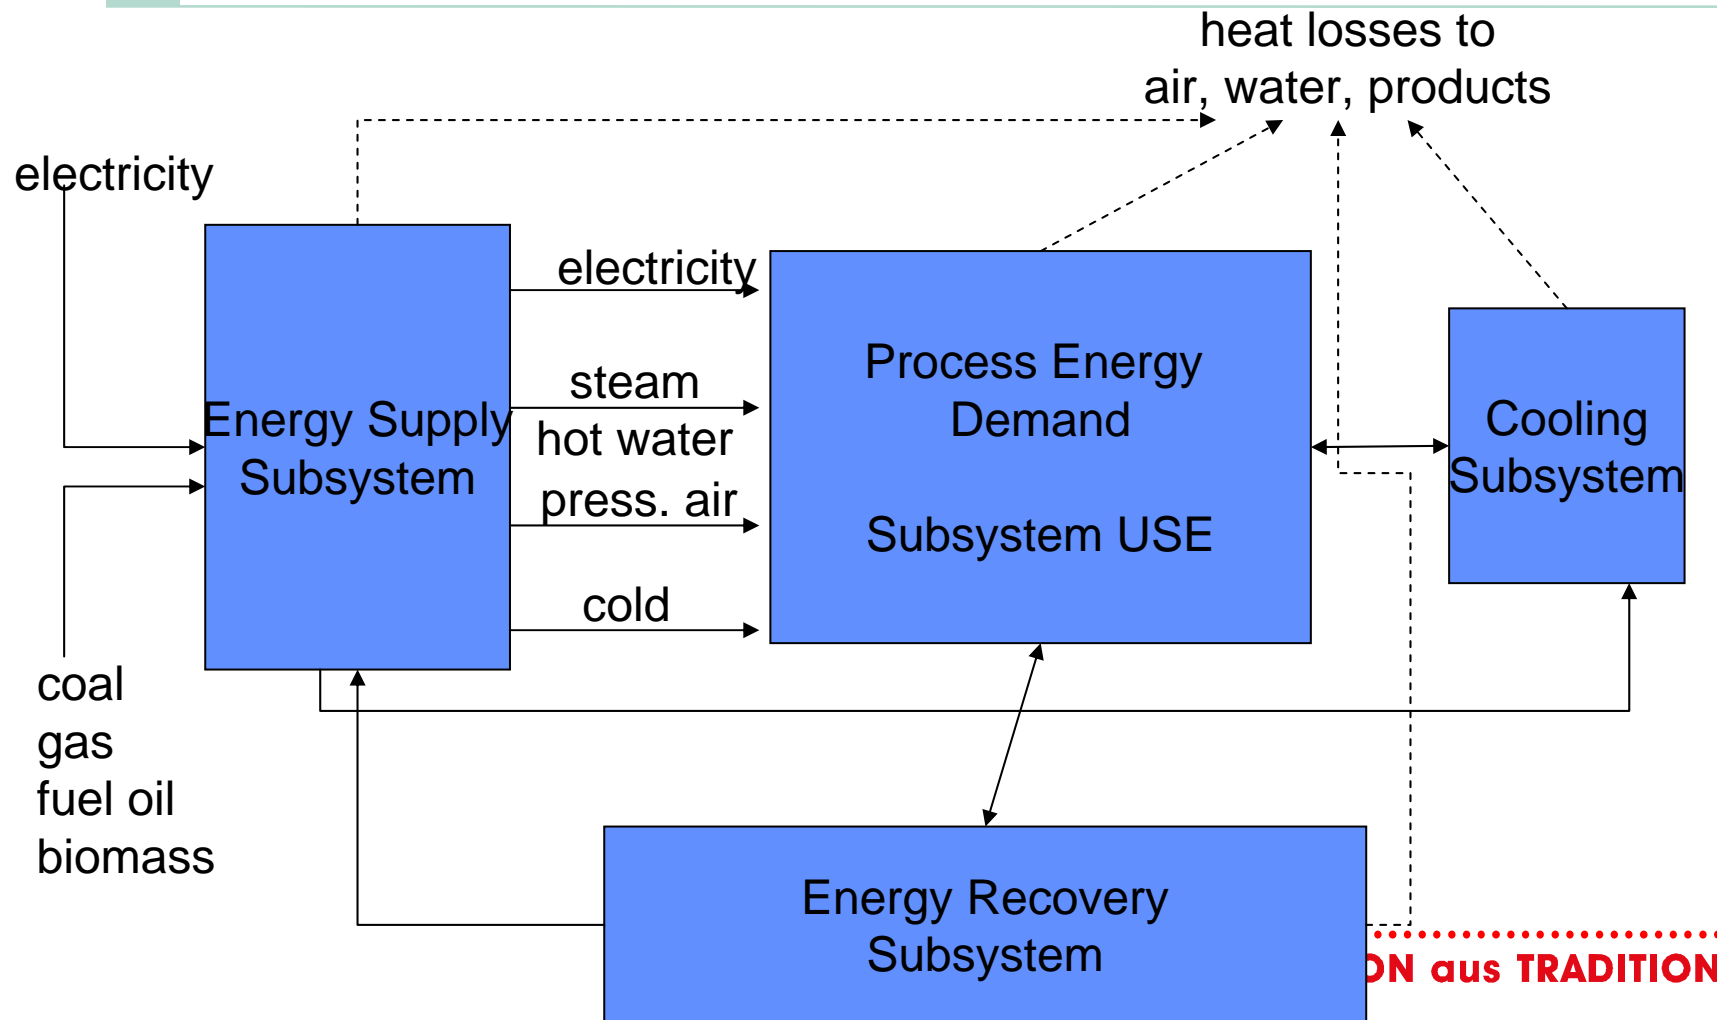 heat losses to
air, water, products
electricity
electricity
steam
hot water
press. air
cold
Energy Supply
Subsystem
Process Energy
Demand
Subsystem USE
Cooling
Subsystem
coal
gas
fuel oil
biomass
Energy Recovery
Subsystem
ON aus TRADITION